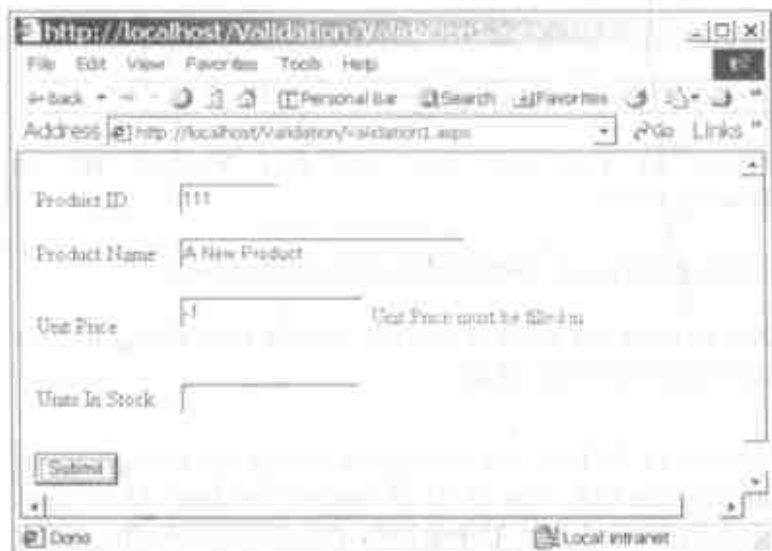 http://localhost/Validation/Valid
File Edit View Favorites Tools Help
Back Personal Bar Search Favorites
Address http://localhost/Validation/validation1.aspx Go Links
Product ID 111
Product Name A New Product
Unit Price -1 Unit Price must be filled in
Units In Stock
Submit
Done Local intranet